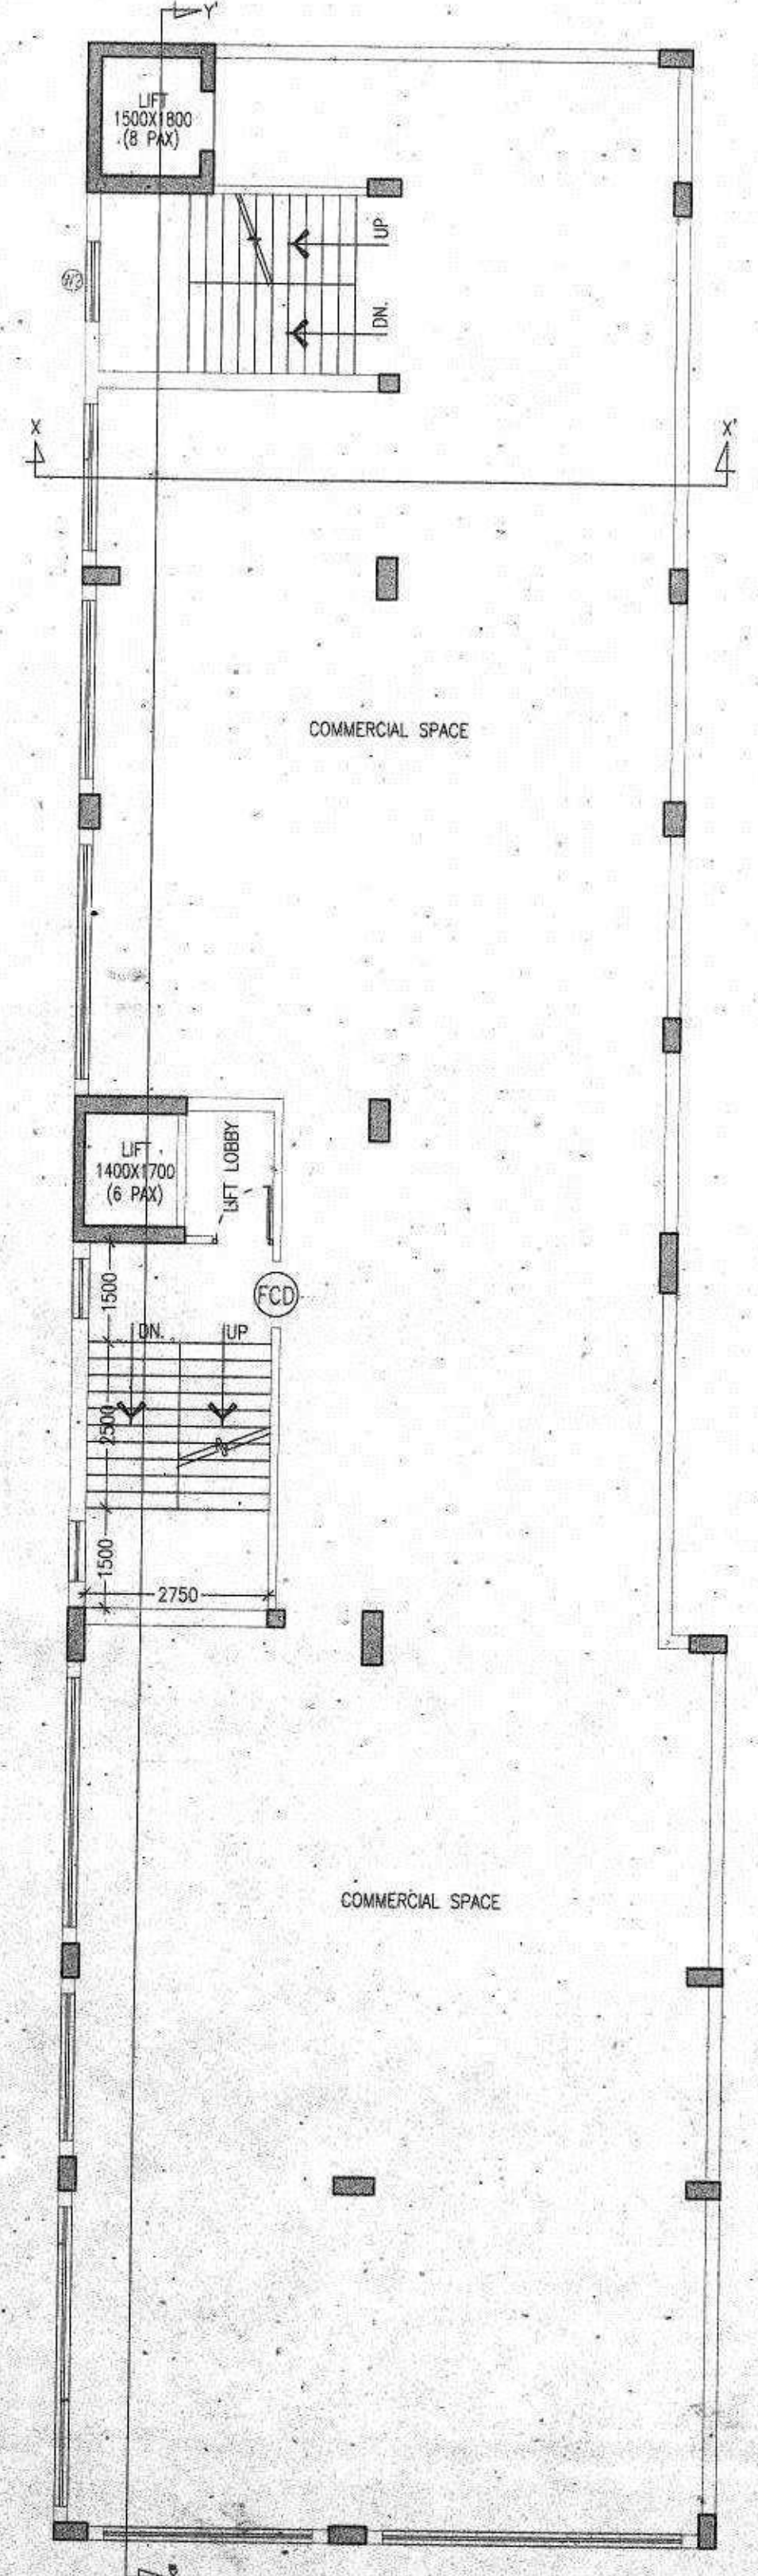 Y'
LIFT
1500X1800
(8 PAX)
UP
DN.
X
X'
COMMERCIAL SPACE
LIFT
1400X1700
(6 PAX)
LIFT LOBBY
1500
FCD
DN.
UP
2500
1500
2750
COMMERCIAL SPACE